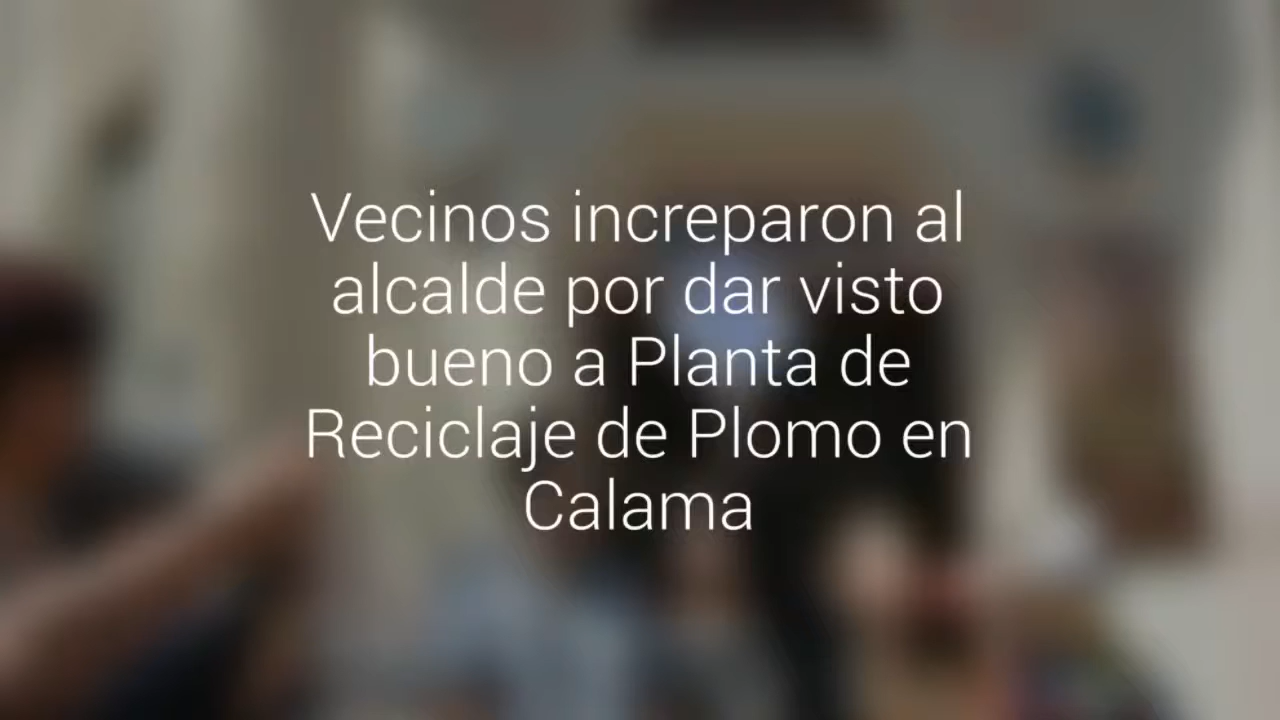 Vecinos increparon al
alcalde por dar visto
bueno a Planta de
Reciclaje de Plomo en
Calama